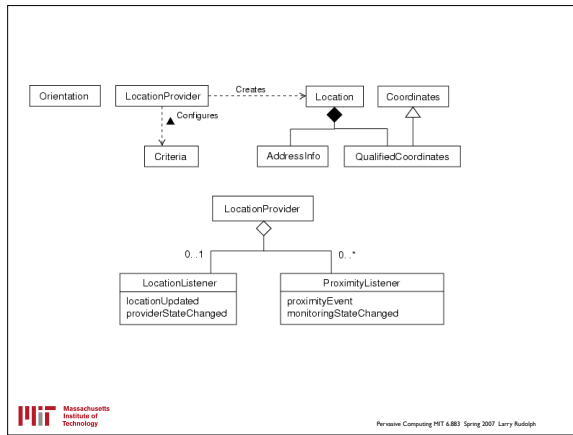 Creates
Orientation
LocationProvider
Location
Coordinates
Configures
Criteria
AddressInfo
QualifiedCoordinates
LocationProvider
0..1
0..*
LocationListener
locationUpdated
providerStateChanged
ProximityListener
proximityEvent
monitoringStateChanged
MIT
Massachusetts
Institute of
Technology
Pervasive Computing MIT 6.883 Spring 2007 Larry Rudolph